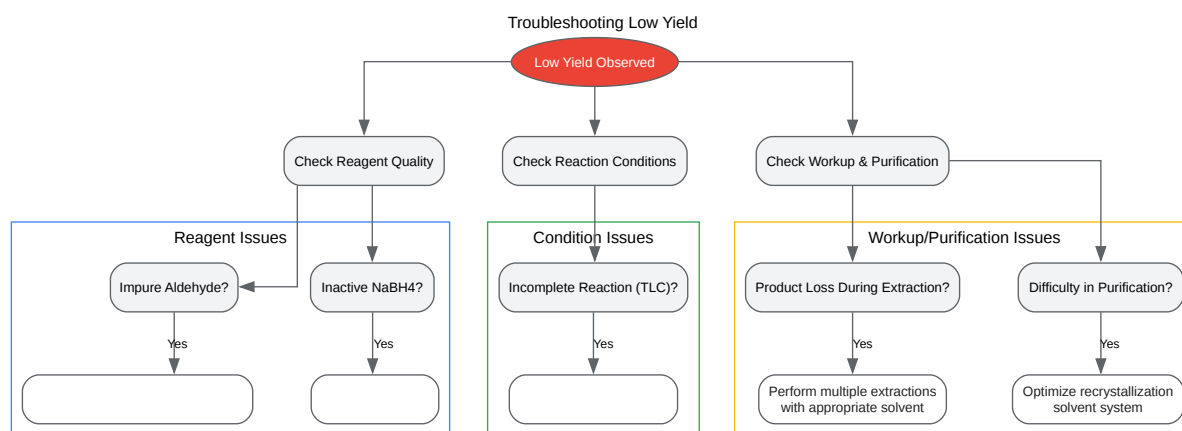 Troubleshooting Low Yield
Low Yield Observed
Check Reagent Quality
Check Reaction Conditions
Check Workup & Purification
Reagent Issues
Condition Issues
Workup/Purification Issues
Impure Aldehyde?
Inactive NaBH4?
Incomplete Reaction (TLC)?
Product Loss During Extraction?
Difficulty in Purification?
Yes
Yes
Yes
Yes
Yes
Perform multiple extractions
with appropriate solvent
Optimize recrystallization
solvent system